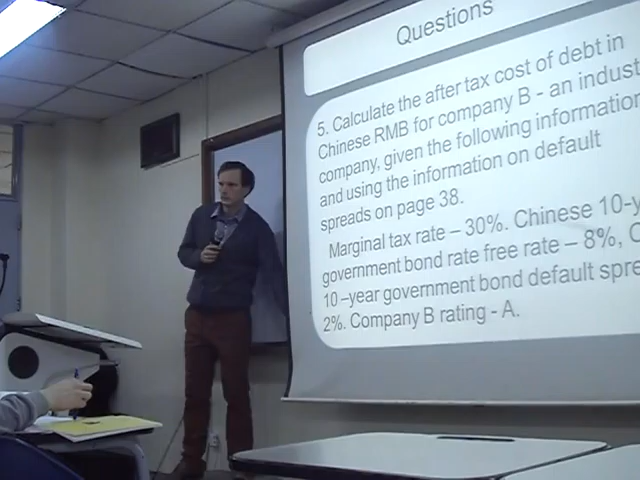 Questions
5. Calculate the after tax cost of debt in
Chinese RMB for company B - an indust
company, given the following information
and using the information on default
spreads on page 38.
Marginal tax rate – 30%. Chinese 10-y
government bond rate free rate – 8%, C
10 –year government bond default spre
2%. Company B rating - A.